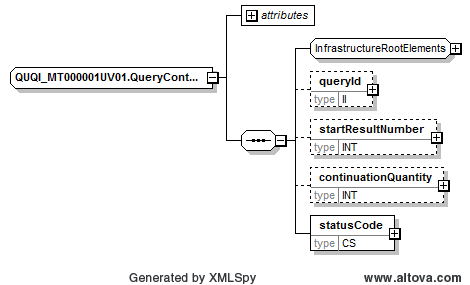 attributes
InfrastructureRootElements
QUQI_MT000001UV01.QueryCont...
queryId
type II
startResultNumber
type INT
continuationQuantity
type INT
statusCode
type CS
Generated by XMLSpy
www.altova.com